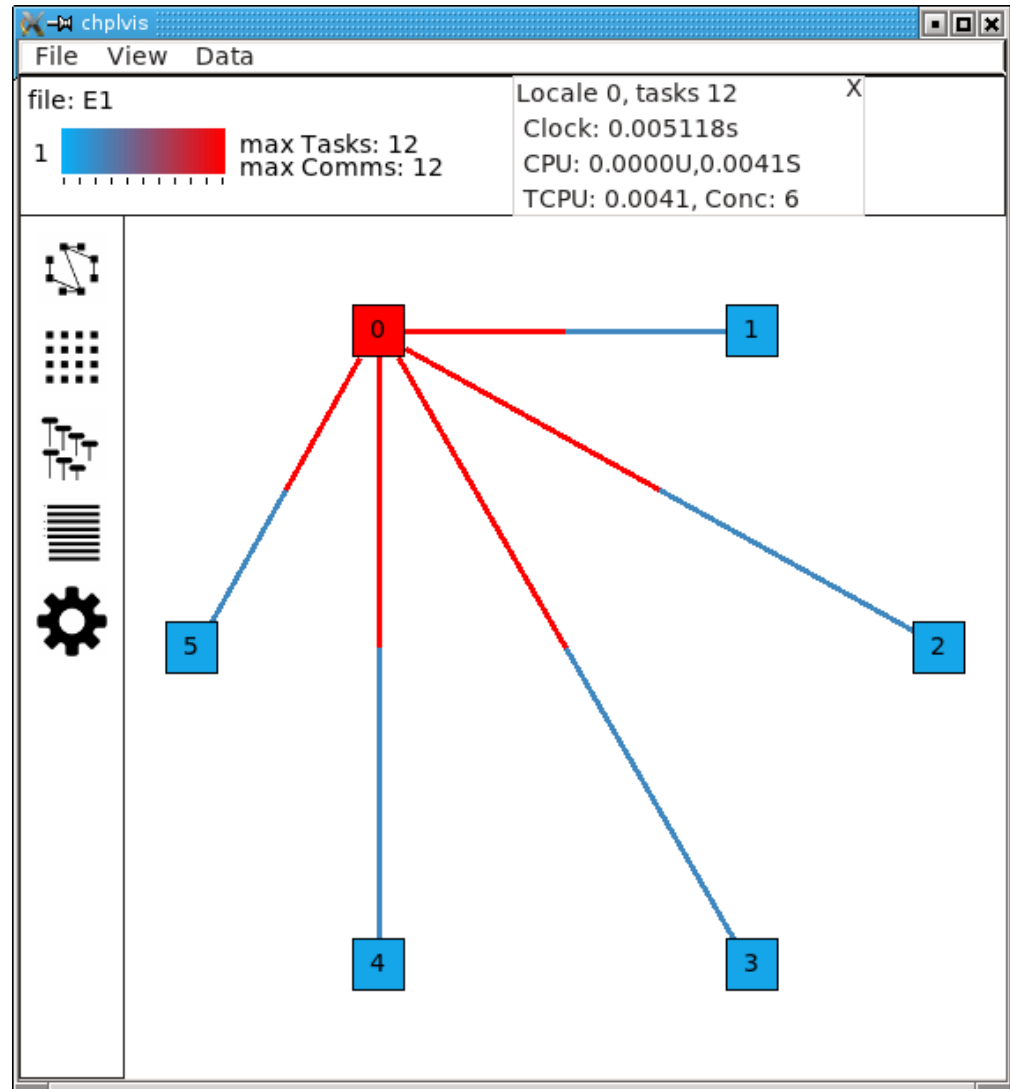 chplvis
File View Data
file: E1
1
max Tasks: 12
max Comms: 12
Locale 0, tasks 12 X
Clock: 0.005118s
CPU: 0.0000U,0.0041S
TCPU: 0.0041, Conc: 6
0
1
5
2
4
3